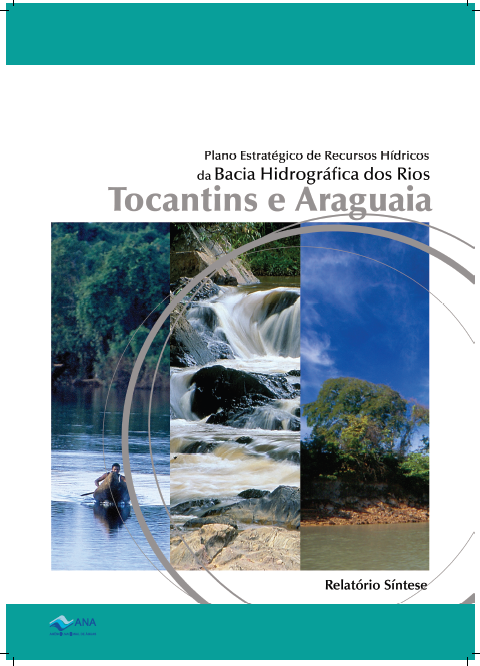 Plano Estratégico de Recursos Hídricos
da Bacia Hidrográfica dos Rios
Tocantins e Araguaia
Relatório Síntese
ANA